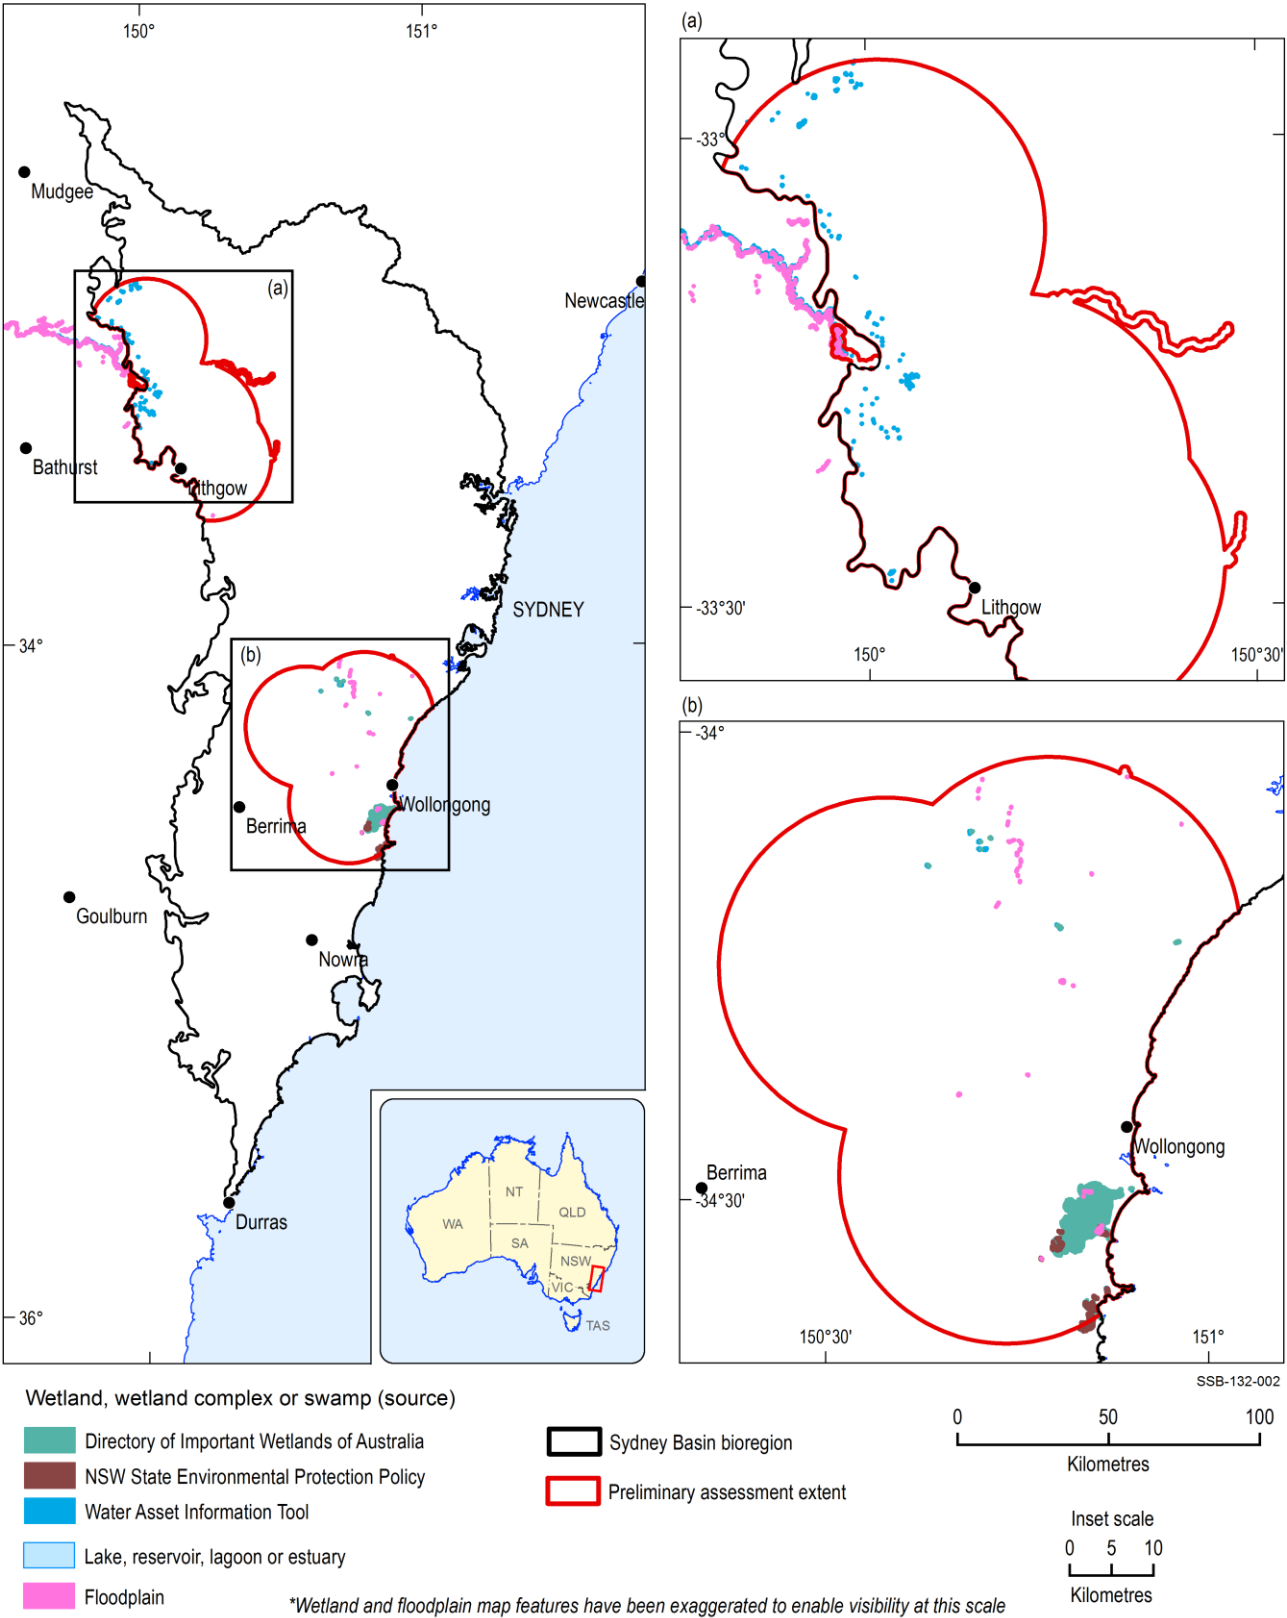 150°
151°
Mudgee
(a)
Newcastle
Bathurst
Lithgow
SYDNEY
34°
(b)
Wollongong
Berrima
Goulburn
Nowra
Durras
36°
WA
NT
QLD
SA
NSW
VIC
TAS
(a)
-33°
-33°30'
Lithgow
150°
150°30'
(b)
-34°
Wollongong
Berrima
-34°30'
150°30'
151°
SSB-132-002
Wetland, wetland complex or swamp (source)
Directory of Important Wetlands of Australia
NSW State Environmental Protection Policy
Water Asset Information Tool
Lake, reservoir, lagoon or estuary
Floodplain
Sydney Basin bioregion
Preliminary assessment extent
0 50 100
Kilometres
Inset scale
0 5 10
Kilometres
*Wetland and floodplain map features have been exaggerated to enable visibility at this scale